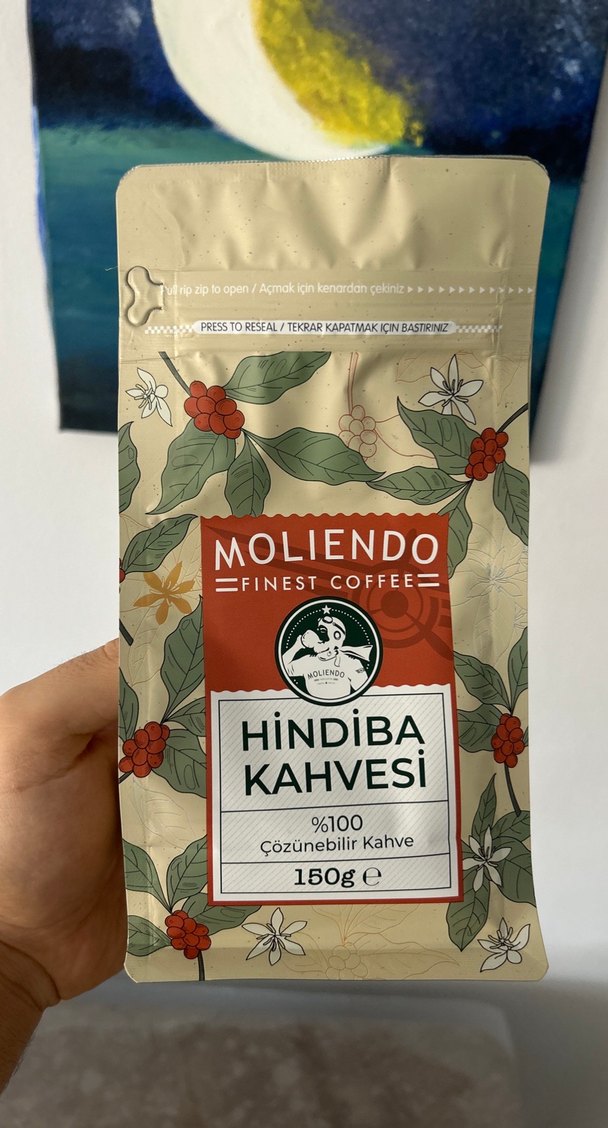 Pull rip zip to open / Açmak için kenardan çekiniz
PRESS TO RESEAL / TEKRAR KAPATMAK İÇİN BASTIRINIZ
MOLIENDO
FINEST COFFEE
MOLIENDO
HİNDİBA
KAHVESİ
%100
Çözünebilir Kahve
150g ℮